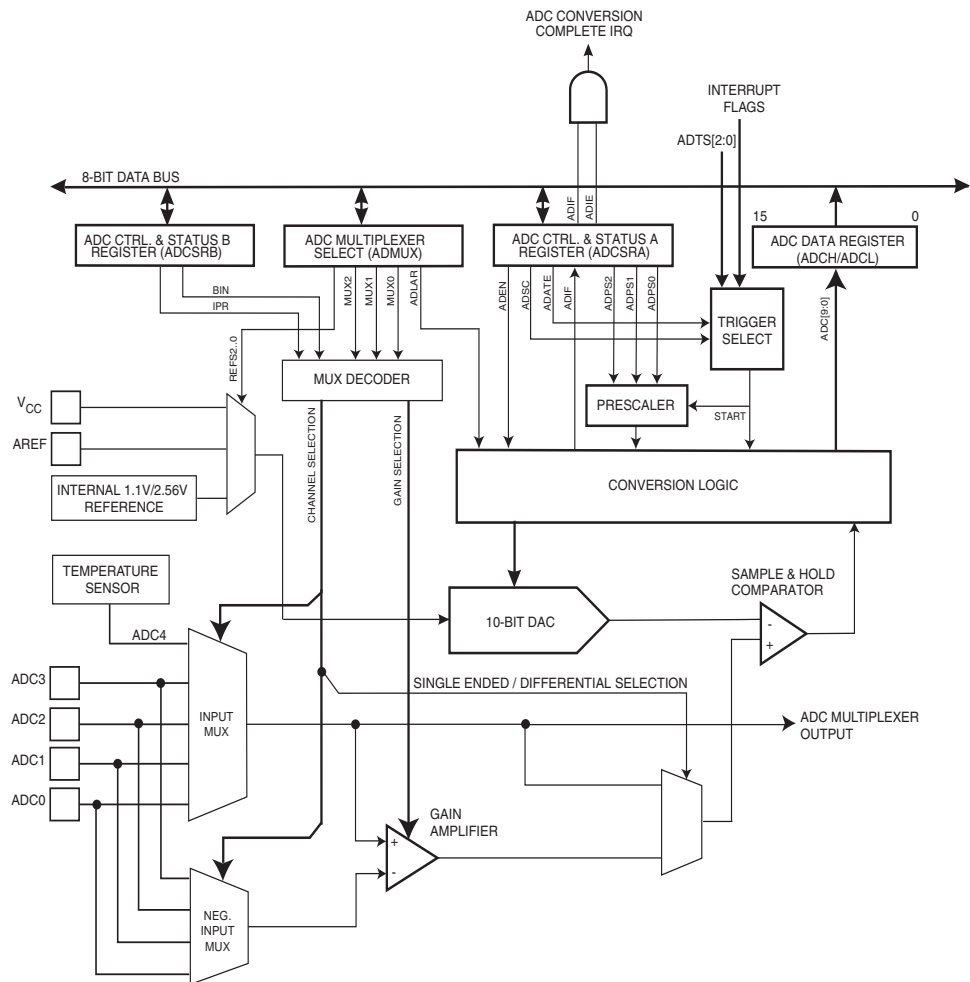 ADC CONVERSION
COMPLETE IRQ
INTERRUPT
FLAGS
ADTS[2:0]
8-BIT DATA BUS
ADIF
ADIE
15
0
ADC CTRL. & STATUS B
REGISTER (ADCSRB)
ADC MULTIPLEXER
SELECT (ADMUX)
ADC CTRL. & STATUS A
REGISTER (ADCSRA)
ADC DATA REGISTER
(ADCH/ADCL)
BIN
IPR
REFS2..0
MUX2
MUX1
MUX0
ADLAR
ADEN
ADSC
ADATE
ADIF
ADPS2
ADPS1
ADPS0
TRIGGER
SELECT
ADC[9:0]
MUX DECODER
PRESCALER
START
VCC
AREF
INTERNAL 1.1V/2.56V
REFERENCE
CHANNEL SELECTION
GAIN SELECTION
CONVERSION LOGIC
TEMPERATURE
SENSOR
ADC4
10-BIT DAC
SAMPLE & HOLD
COMPARATOR
-
+
ADC3
ADC2
ADC1
ADC0
INPUT
MUX
SINGLE ENDED / DIFFERENTIAL SELECTION
ADC MULTIPLEXER
OUTPUT
GAIN
AMPLIFIER
+
-
NEG.
INPUT
MUX